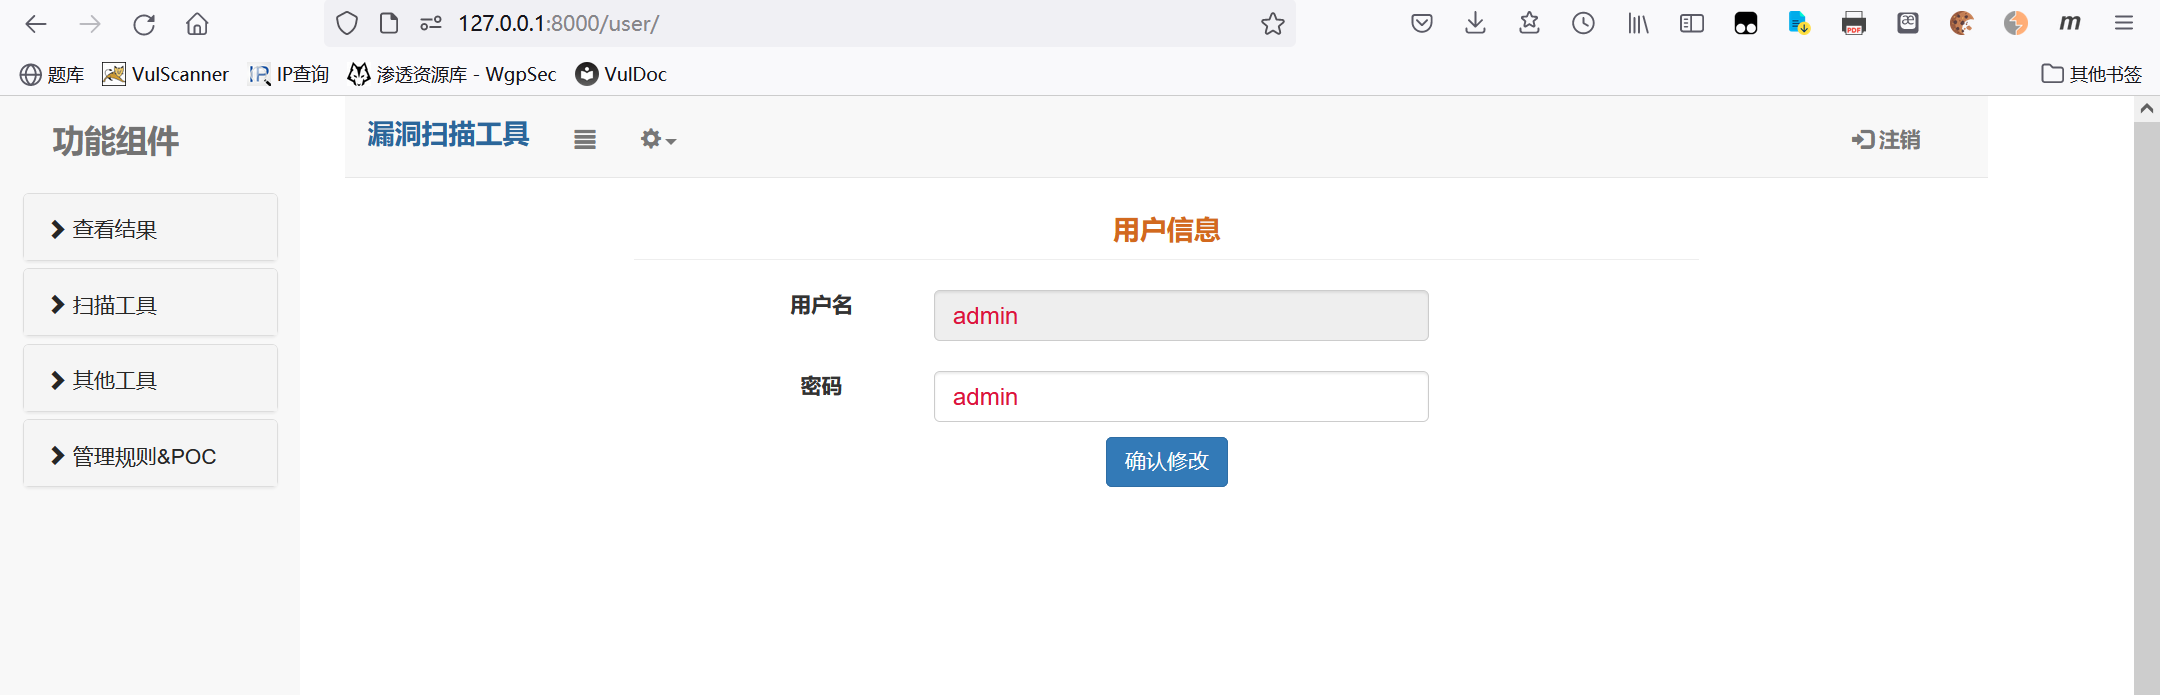 127.0.0.1:8000/user/
题库 VulScanner IP查询 渗透资源库 - WgpSec VulDoc 其他书签
功能组件
漏洞扫描工具 注销
查看结果
扫描工具
其他工具
管理规则&POC
用户信息
用户名 admin
密码 admin
确认修改